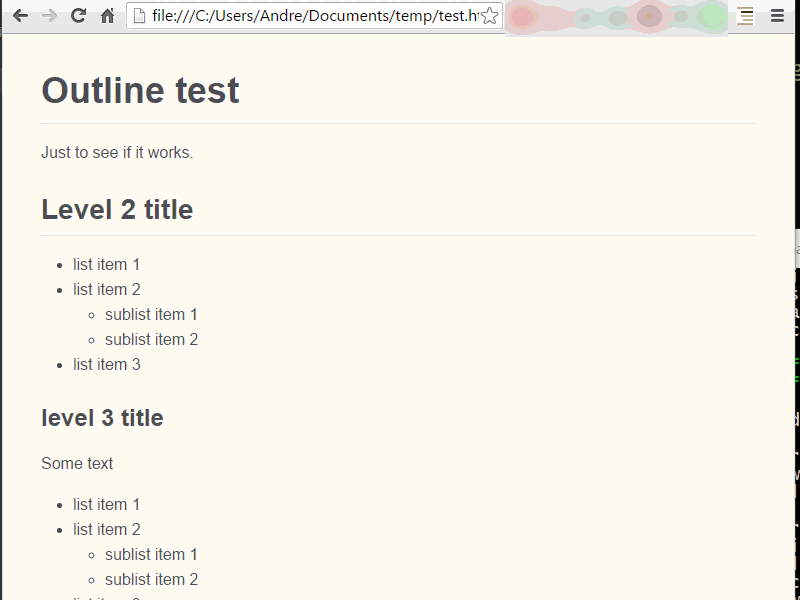 file:///C:/Users/Andre/Documents/temp/test.ht
Outline test
Just to see if it works.
Level 2 title
list item 1
list item 2
sublist item 1
sublist item 2
list item 3
level 3 title
Some text
list item 1
list item 2
sublist item 1
sublist item 2